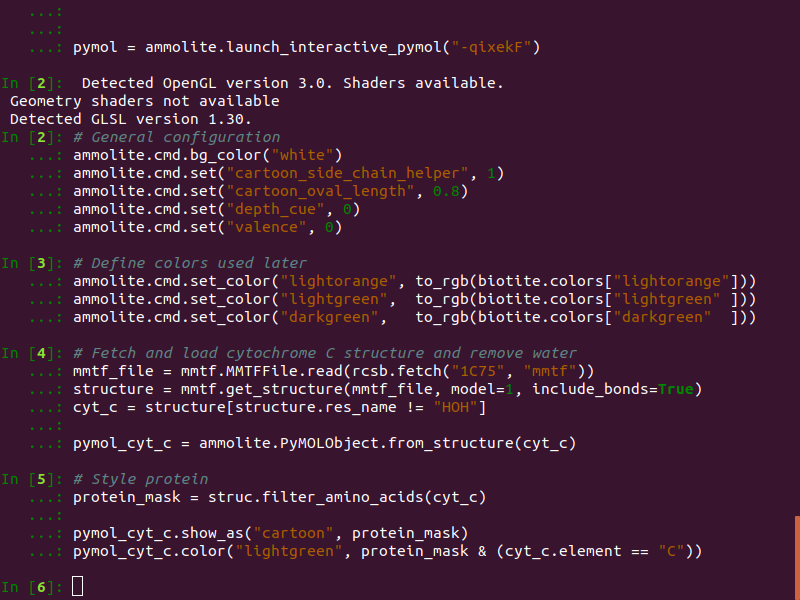 ...:
...:
...: pymol = ammolite.launch_interactive_pymol("-qixekF")
In [2]:  Detected OpenGL version 3.0. Shaders available.
Geometry shaders not available
Detected GLSL version 1.30.
In [2]: # General configuration
...: ammolite.cmd.bg_color("white")
...: ammolite.cmd.set("cartoon_side_chain_helper", 1)
...: ammolite.cmd.set("cartoon_oval_length", 0.8)
...: ammolite.cmd.set("depth_cue", 0)
...: ammolite.cmd.set("valence", 0)
In [3]: # Define colors used later
...: ammolite.cmd.set_color("lightorange", to_rgb(biotite.colors["lightorange"]))
...: ammolite.cmd.set_color("lightgreen",  to_rgb(biotite.colors["lightgreen" ]))
...: ammolite.cmd.set_color("darkgreen",   to_rgb(biotite.colors["darkgreen"  ]))
In [4]: # Fetch and load cytochrome C structure and remove water
...: mmtf_file = mmtf.MMTFFile.read(rcsb.fetch("1C75", "mmtf"))
...: structure = mmtf.get_structure(mmtf_file, model=1, include_bonds=True)
...: cyt_c = structure[structure.res_name != "HOH"]
...:
...: pymol_cyt_c = ammolite.PyMOLObject.from_structure(cyt_c)
In [5]: # Style protein
...: protein_mask = struc.filter_amino_acids(cyt_c)
...:
...: pymol_cyt_c.show_as("cartoon", protein_mask)
...: pymol_cyt_c.color("lightgreen", protein_mask & (cyt_c.element == "C"))
In [6]: